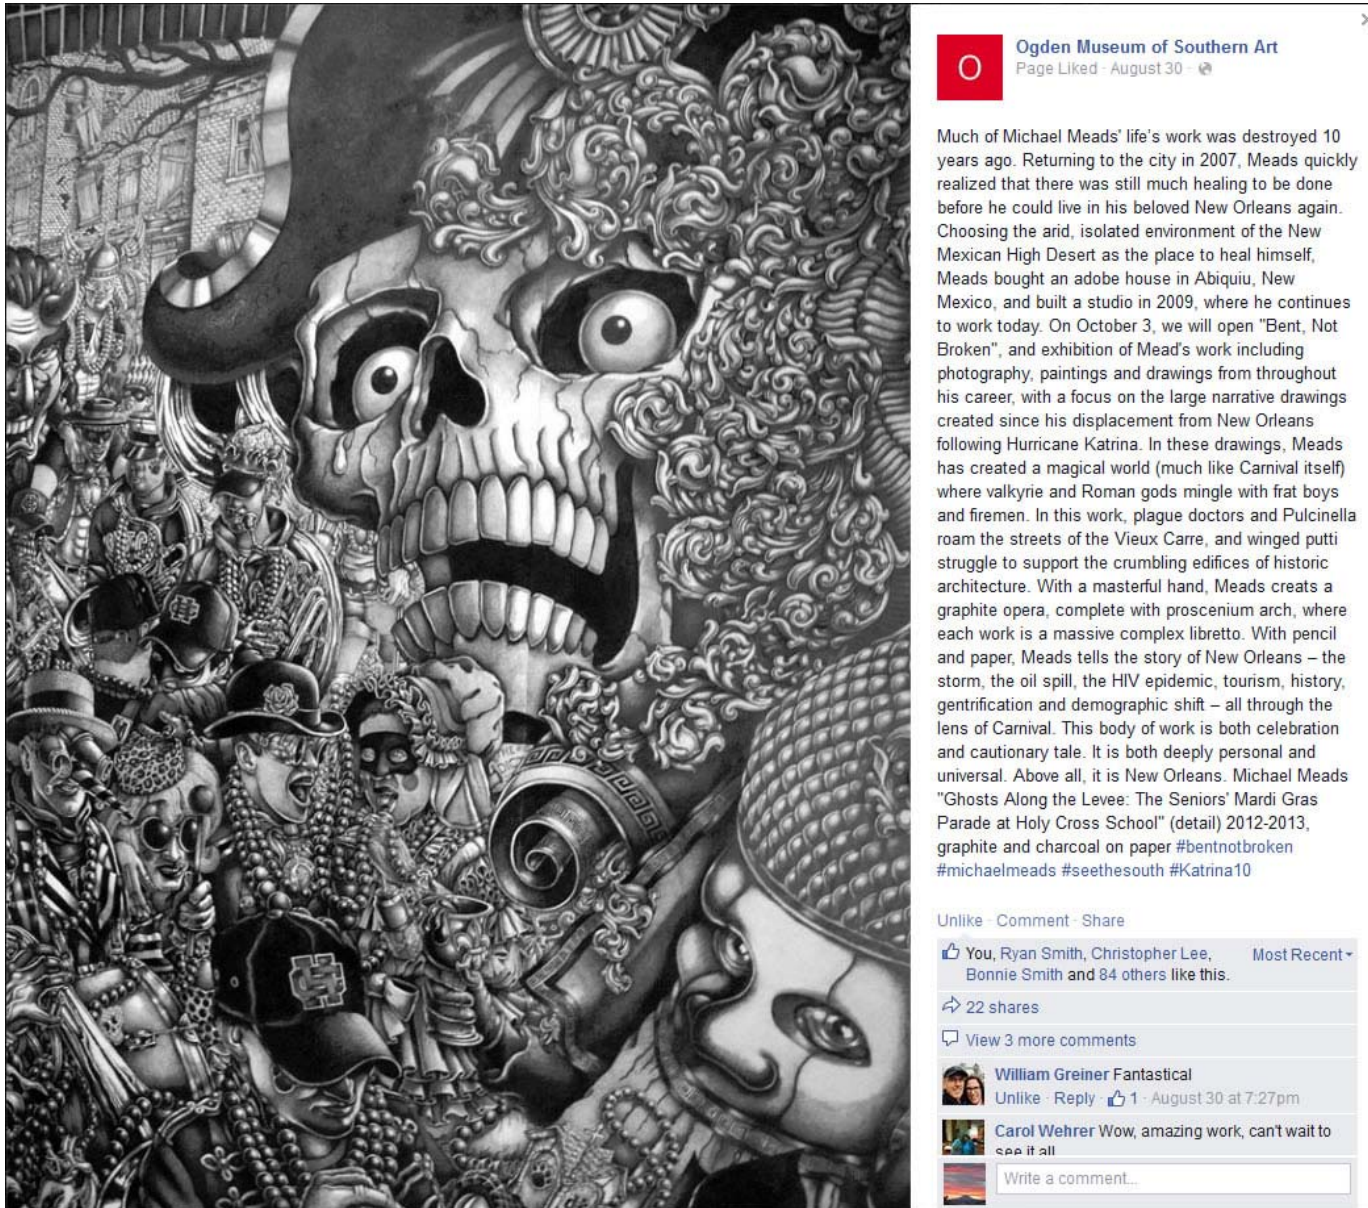 O
Ogden Museum of Southern Art
Page Liked · August 30 ·
Much of Michael Meads' life's work was destroyed 10
years ago. Returning to the city in 2007, Meads quickly
realized that there was still much healing to be done
before he could live in his beloved New Orleans again.
Choosing the arid, isolated environment of the New
Mexican High Desert as the place to heal himself,
Meads bought an adobe house in Abiquiu, New
Mexico, and built a studio in 2009, where he continues
to work today. On October 3, we will open "Bent, Not
Broken", and exhibition of Mead's work including
photography, paintings and drawings from throughout
his career, with a focus on the large narrative drawings
created since his displacement from New Orleans
following Hurricane Katrina. In these drawings, Meads
has created a magical world (much like Carnival itself)
where valkyrie and Roman gods mingle with frat boys
and firemen. In this work, plague doctors and Pulcinella
roam the streets of the Vieux Carre, and winged putti
struggle to support the crumbling edifices of historic
architecture. With a masterful hand, Meads creats a
graphite opera, complete with proscenium arch, where
each work is a massive complex libretto. With pencil
and paper, Meads tells the story of New Orleans – the
storm, the oil spill, the HIV epidemic, tourism, history,
gentrification and demographic shift – all through the
lens of Carnival. This body of work is both celebration
and cautionary tale. It is both deeply personal and
universal. Above all, it is New Orleans. Michael Meads
"Ghosts Along the Levee: The Seniors' Mardi Gras
Parade at Holy Cross School" (detail) 2012-2013,
graphite and charcoal on paper #bentnotbroken
#michaelmeads #seethesouth #Katrina10
Unlike · Comment · Share
You, Ryan Smith, Christopher Lee, Most Recent
Bonnie Smith and 84 others like this.
22 shares
View 3 more comments
William Greiner Fantastical
Unlike · Reply · 1 · August 30 at 7:27pm
Carol Wehrer Wow, amazing work, can't wait to
see it all
Write a comment...